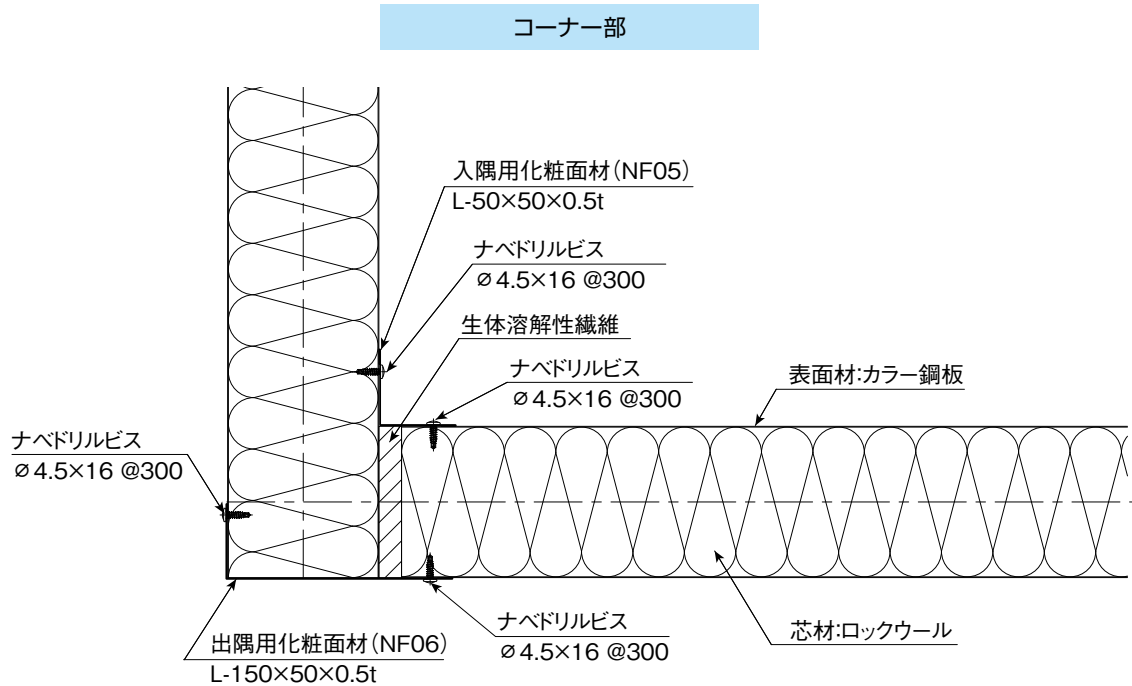 コーナー部
入隅用化粧面材(NF05)
L-50×50×0.5t
ナベドリルビス
⌀4.5×16 @300
生体溶解性繊維
ナベドリルビス
⌀4.5×16 @300
表面材:カラー鋼板
ナベドリルビス
⌀4.5×16 @300
ナベドリルビス
⌀4.5×16 @300
芯材:ロックウール
出隅用化粧面材(NF06)
L-150×50×0.5t